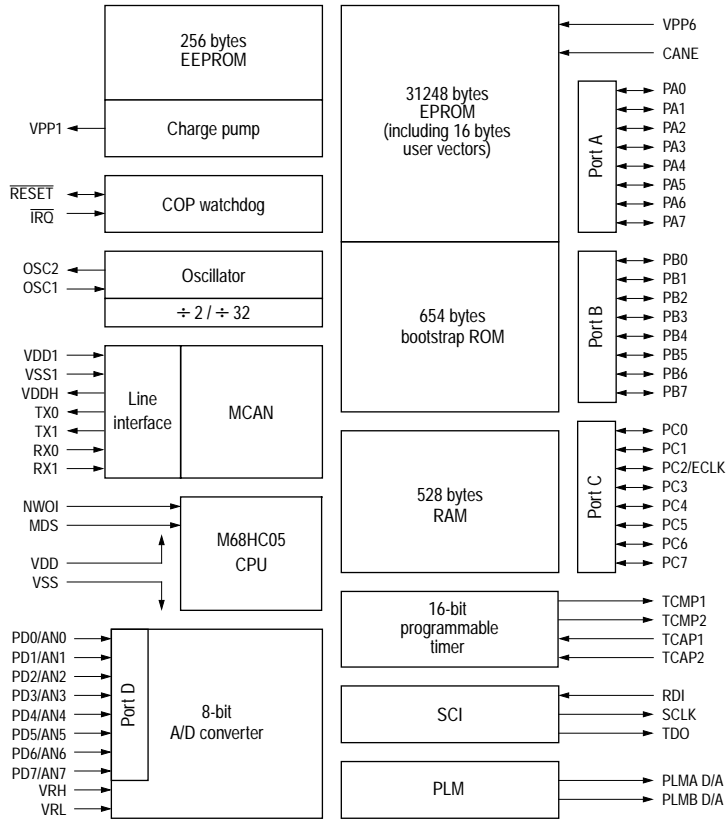 256 bytes
EEPROM
Charge pump
VPP1
COP watchdog
RESET
IRQ
OSC2
OSC1
Oscillator
÷ 2 / ÷ 32
VDD1
VSS1
VDDH
TX0
TX1
RX0
RX1
Line
interface
MCAN
NWOI
MDS
VDD
VSS
M68HC05
CPU
PD0/AN0
PD1/AN1
PD2/AN2
PD3/AN3
PD4/AN4
PD5/AN5
PD6/AN6
PD7/AN7
VRH
VRL
Port D
8-bit
A/D converter
31248 bytes
EPROM
(including 16 bytes
user vectors)
VPP6
CANE
654 bytes
bootstrap ROM
528 bytes
RAM
Port A
PA0
PA1
PA2
PA3
PA4
PA5
PA6
PA7
Port B
PB0
PB1
PB2
PB3
PB4
PB5
PB6
PB7
Port C
PC0
PC1
PC2/ECLK
PC3
PC4
PC5
PC6
PC7
16-bit
programmable
timer
TCMP1
TCMP2
TCAP1
TCAP2
SCI
RDI
SCLK
TDO
PLM
PLMA D/A
PLMB D/A